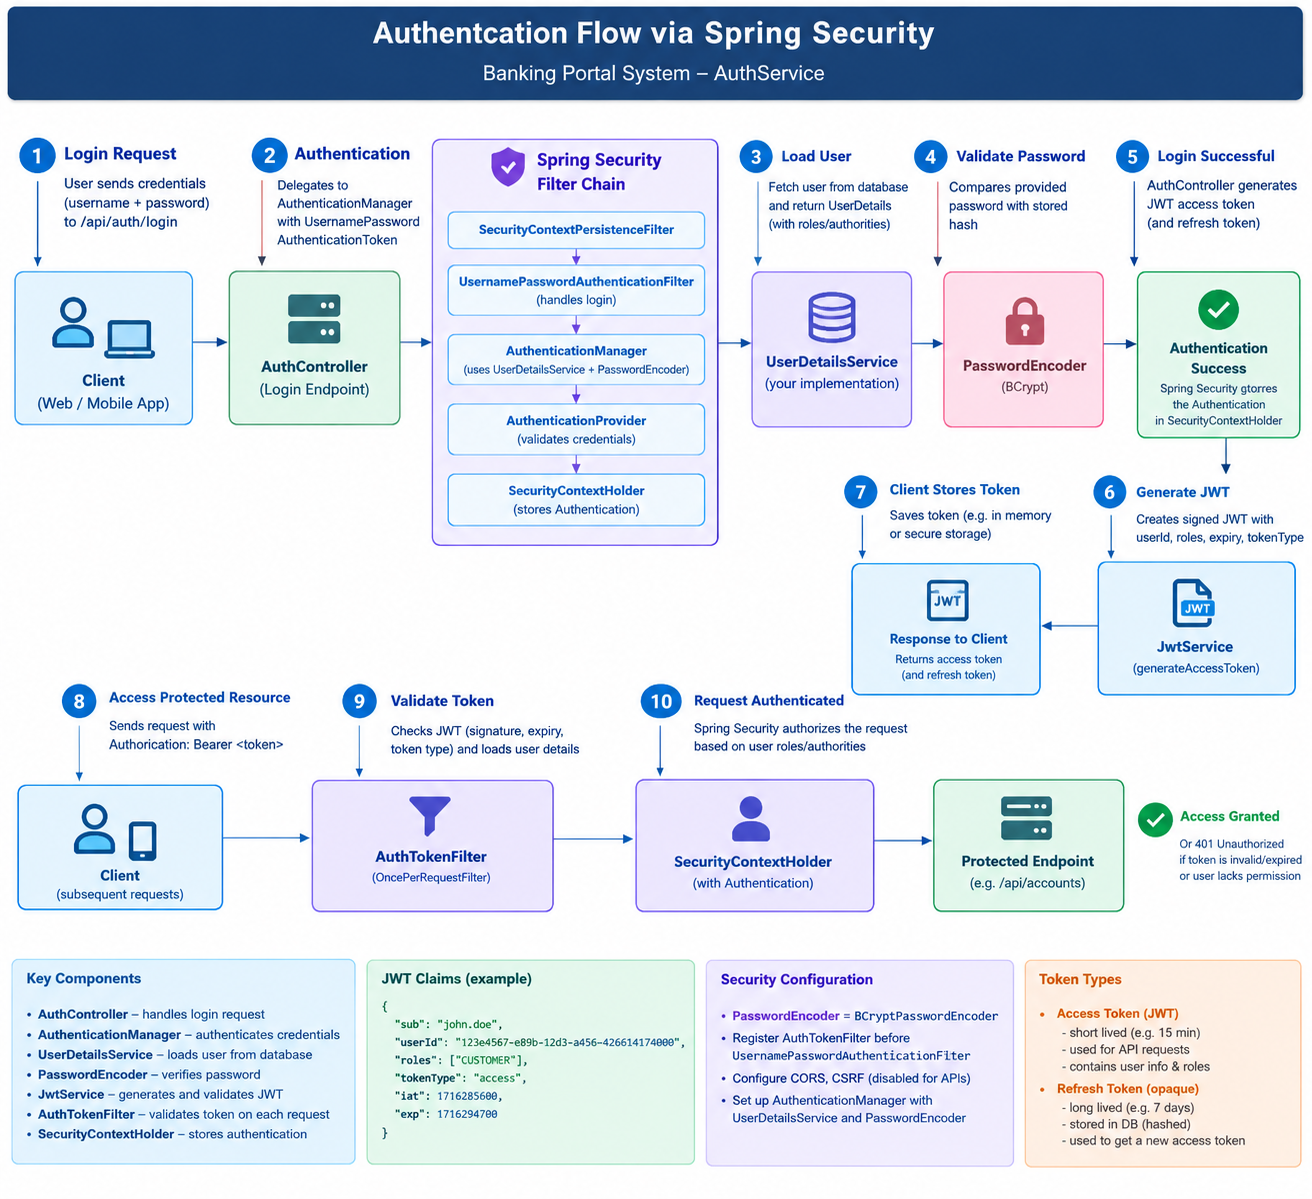 Authentcation Flow via Spring Security
Banking Portal System – AuthService
1
Login Request
User sends credentials
(username + password)
to /api/auth/login
2
Authentication
Delegates to
AuthenticationManager
with UsernamePassword
AuthenticationToken
Spring Security
Filter Chain
SecurityContextPersistenceFilter
UsernamePasswordAuthenticationFilter
(handles login)
AuthenticationManager
(uses UserDetailsService + PasswordEncoder)
AuthenticationProvider
(validates credentials)
SecurityContextHolder
(stores Authentication)
3
Load User
Fetch user from database
and return UserDetails
(with roles/authorities)
4
Validate Password
Compares provided
password with stored
hash
5
Login Successful
AuthController generates
JWT access token
(and refresh token)
Client
(Web / Mobile App)
AuthController
(Login Endpoint)
UserDetailsService
(your implementation)
PasswordEncoder
(BCrypt)
Authentication
Success
Spring Security gtorres
the Authentication
in SecurityContextHolder
7
Client Stores Token
Saves token (e.g. in memory
or secure storage)
6
Generate JWT
Creates signed JWT with
userId, roles, expiry, tokenType
JWT
Response to Client
Returns access token
(and refresh token)
JWT
JwtService
(generateAccessToken)
8
Access Protected Resource
Sends request with
Authorication: Bearer <token>
9
Validate Token
Checks JWT (signature, expiry,
token type) and loads user details
10
Request Authenticated
Spring Security authorizes the request
based on user roles/authorities
Client
(subsequent requests)
AuthTokenFilter
(OncePerRequestFilter)
SecurityContextHolder
(with Authentication)
Protected Endpoint
(e.g. /api/accounts)
Access Granted
Or 401 Unauthorized
if token is invalid/expired
or user lacks permission
Key Components
• AuthController – handles login request
• AuthenticationManager – authenticates credentials
• UserDetailsService – loads user from database
• PasswordEncoder – verifies password
• JwtService – generates and validates JWT
• AuthTokenFilter – validates token on each request
• SecurityContextHolder – stores authentication
JWT Claims (example)
{
"sub": "john.doe",
"userId": "123e4567-e89b-12d3-a456-426614174000",
"roles": ["CUSTOMER"],
"tokenType": "access",
"iat": 1716285600,
"exp": 1716294700
}
Security Configuration
• PasswordEncoder = BCryptPasswordEncoder
• Register AuthTokenFilter before
UsernamePasswordAuthenticationFiter
• Configure CORS, CSRF (disabled for APIs)
• Set up AuthenticationManager with
UserDetailsService and PasswordEncoder
Token Types
• Access Token (JWT)
- short lived (e.g. 15 min)
- used for API requests
- contains user info & roles
• Refresh Token (opaque)
- long lived (e.g. 7 days)
- stored in DB (hashed)
- used to get a new access token